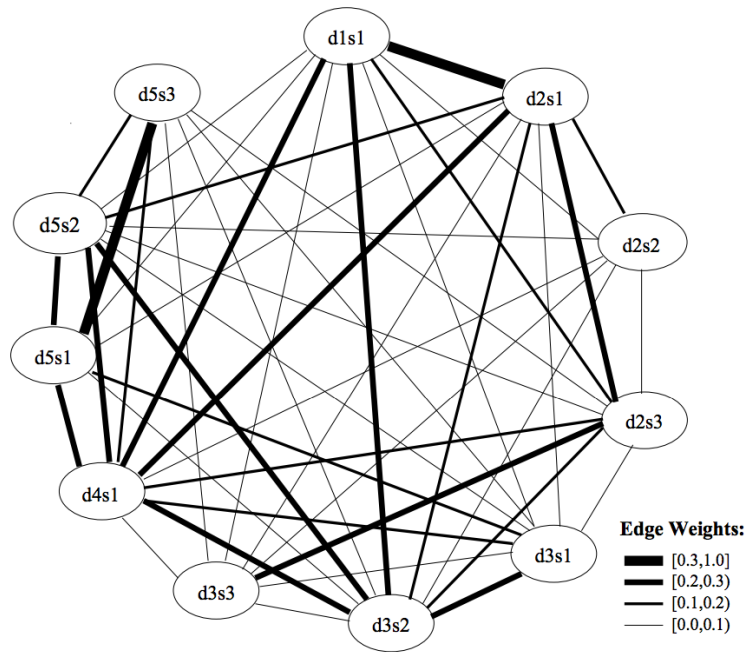 d1s1
d5s3
d2s1
d5s2
d2s2
d5s1
d2s3
d4s1
d3s1
d3s3
d3s2
Edge Weights:
[0.3,1.0]
[0.2,0.3)
[0.1,0.2)
[0.0,0.1)